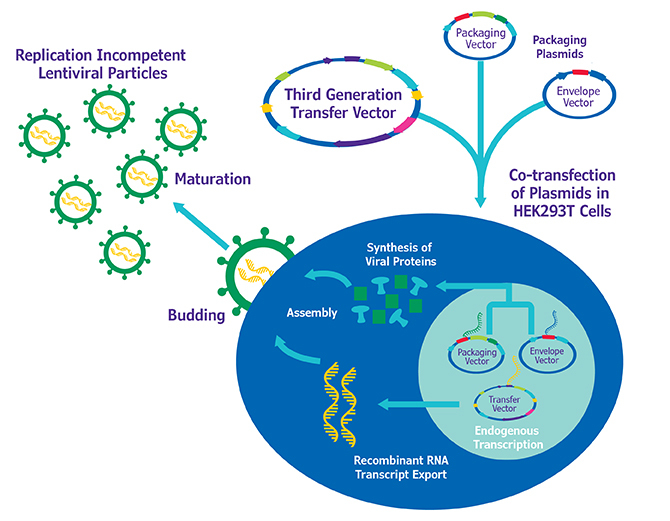 Replication Incompetent
Lentiviral Particles
Packaging
Vector
Packaging
Plasmids
Third Generation
Transfer Vector
Envelope
Vector
Maturation
Co-transfection
of Plasmids in
HEK293T Cells
Synthesis of
Viral Proteins
Budding
Assembly
Packaging
Vector
Envelope
Vector
Transfer
Vector
Endogenous
Transcription
Recombinant RNA
Transcript Export